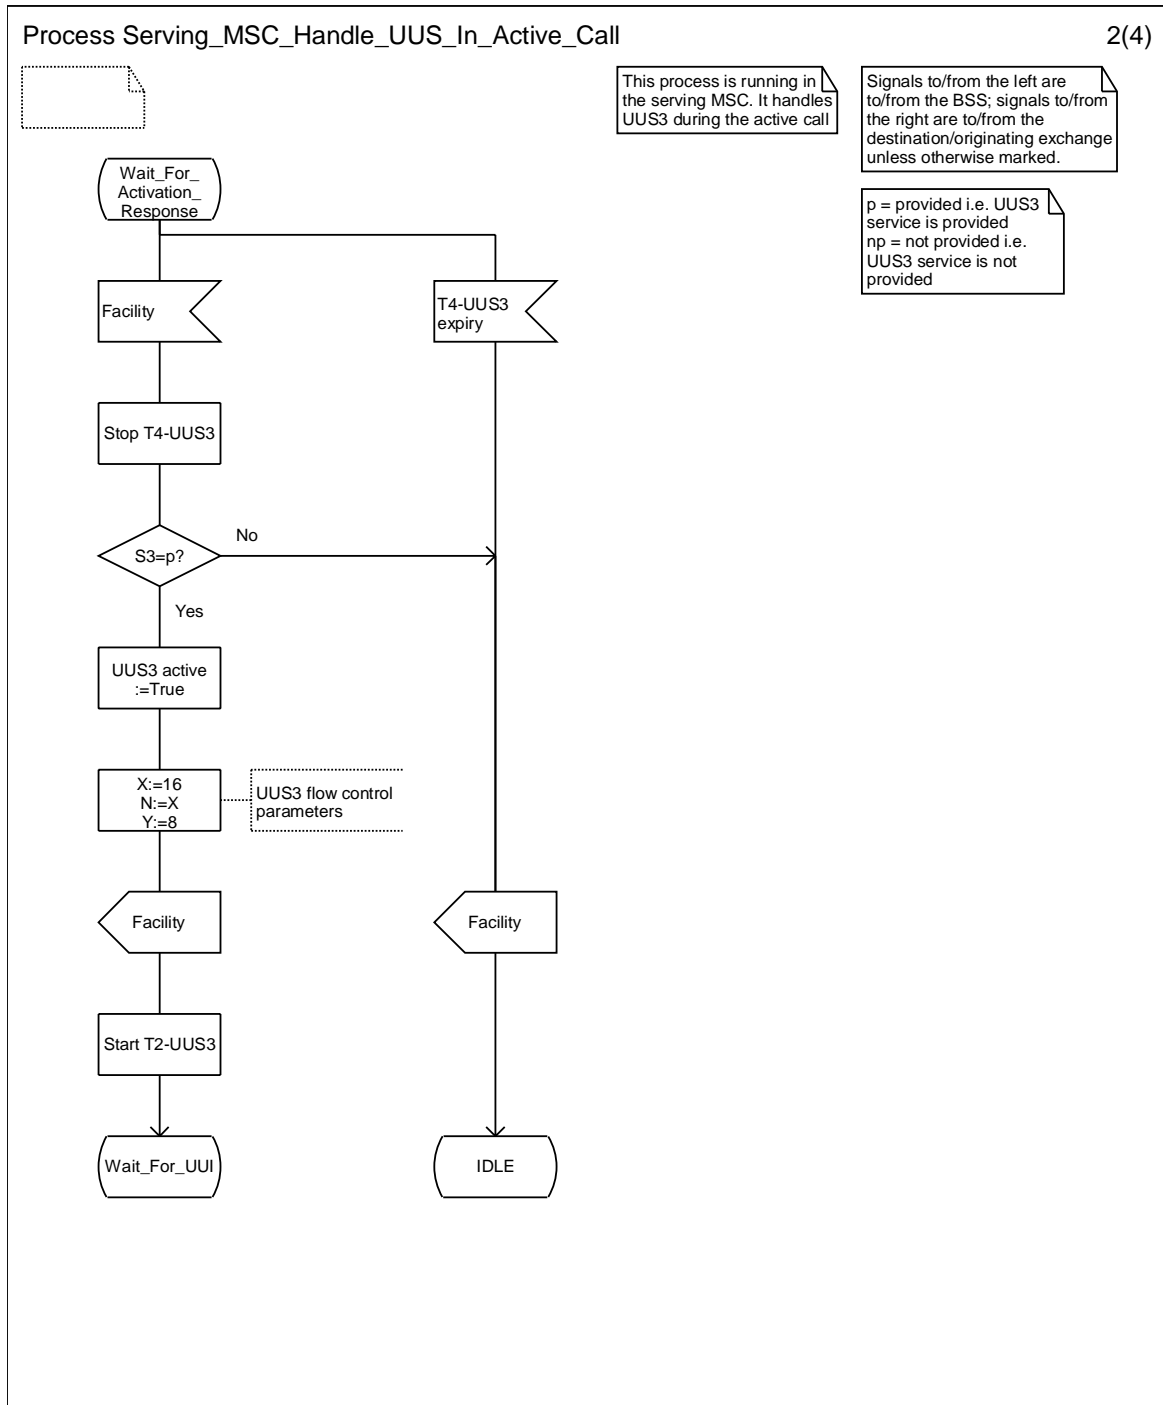 Process Serving_MSC_Handle_UUS_In_Active_Call
2(4)
This process is running in
the serving MSC. It handles
UUS3 during the active call
Signals to/from the left are
to/from the BSS; signals to/from
the right are to/from the
destination/originating exchange
unless otherwise marked.
p = provided i.e. UUS3
service is provided
np = not provided i.e.
UUS3 service is not
provided
Wait_For_
Activation_
Response
Facility
T4-UUS3
expiry
Stop T4-UUS3
S3=p?
No
Yes
UUS3 active
:=True
X:=16
N:=X
Y:=8
UUS3 flow control
parameters
Facility
Facility
Start T2-UUS3
Wait_For_UUI
IDLE